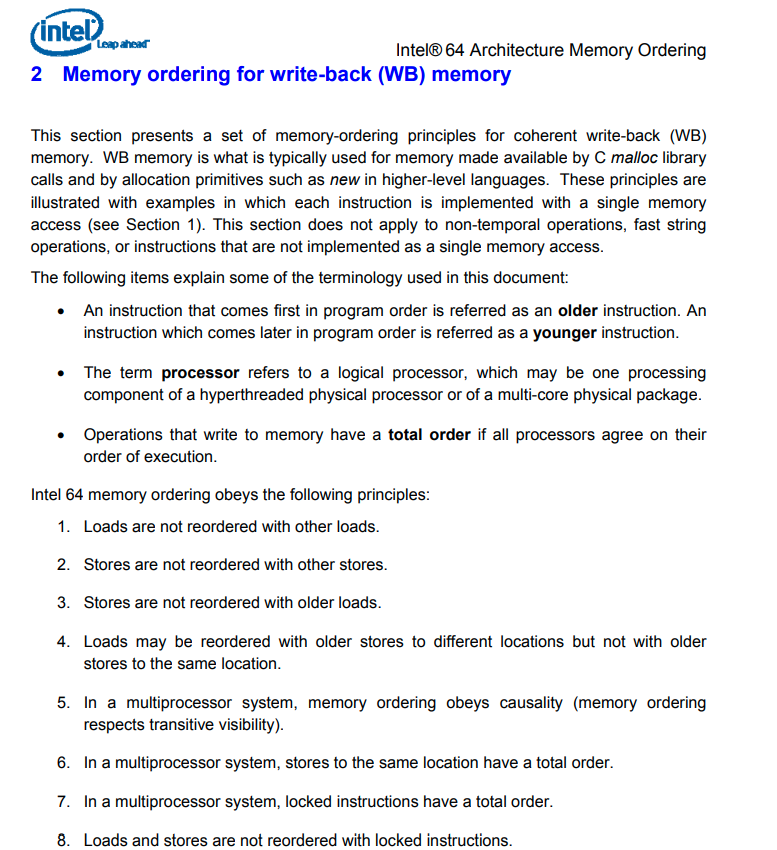 intel
Leap ahead™
Intel® 64 Architecture Memory Ordering
2 Memory ordering for write-back (WB) memory
This section presents a set of memory-ordering principles for coherent write-back (WB)
memory. WB memory is what is typically used for memory made available by C malloc library
calls and by allocation primitives such as new in higher-level languages. These principles are
illustrated with examples in which each instruction is implemented with a single memory
access (see Section 1). This section does not apply to non-temporal operations, fast string
operations, or instructions that are not implemented as a single memory access.
The following items explain some of the terminology used in this document:
• An instruction that comes first in program order is referred as an older instruction. An
instruction which comes later in program order is referred as a younger instruction.
• The term processor refers to a logical processor, which may be one processing
component of a hyperthreaded physical processor or of a multi-core physical package.
• Operations that write to memory have a total order if all processors agree on their
order of execution.
Intel 64 memory ordering obeys the following principles:
1. Loads are not reordered with other loads.
2. Stores are not reordered with other stores.
3. Stores are not reordered with older loads.
4. Loads may be reordered with older stores to different locations but not with older
stores to the same location.
5. In a multiprocessor system, memory ordering obeys causality (memory ordering
respects transitive visibility).
6. In a multiprocessor system, stores to the same location have a total order.
7. In a multiprocessor system, locked instructions have a total order.
8. Loads and stores are not reordered with locked instructions.